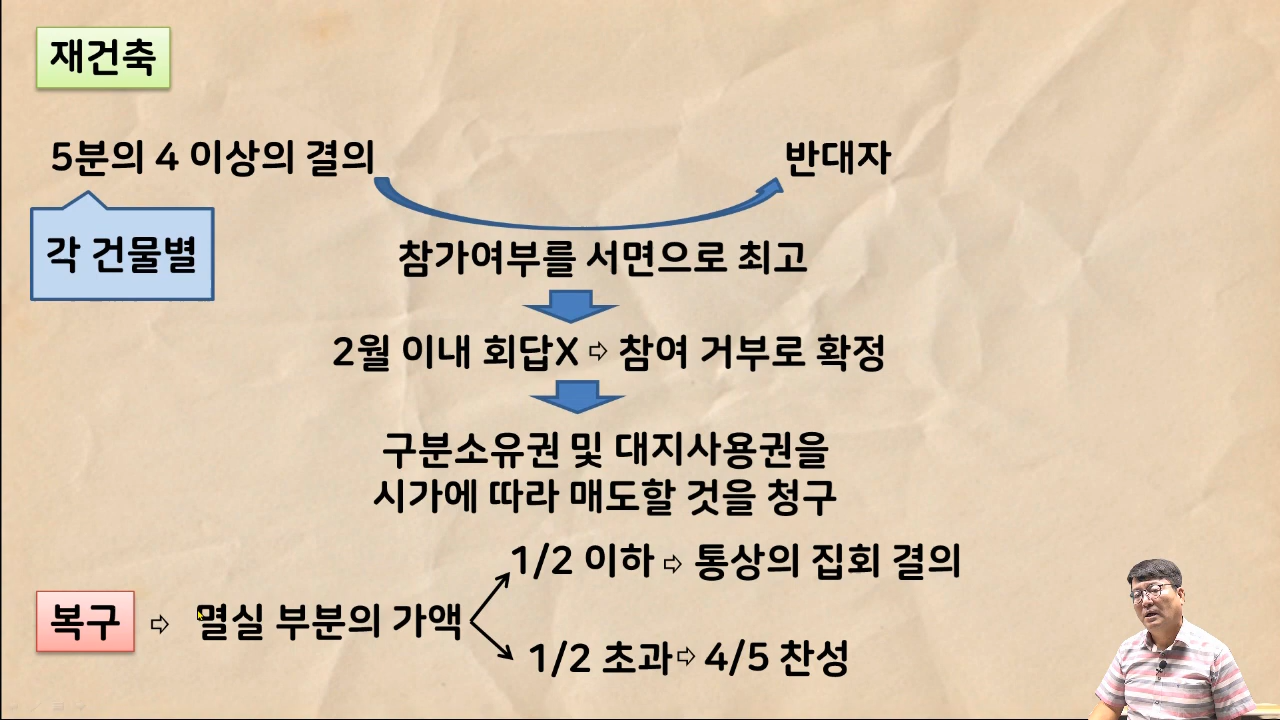 재건축
5분의 4 이상의 결의
반대자
각 건물별
참가여부를 서면으로 최고
2월 이내 회답X ⇨ 참여 거부로 확정
구분소유권 및 대지사용권을
시가에 따라 매도할 것을 청구
1/2 이하 ⇨ 통상의 집회 결의
복구 ⇨ 멸실 부분의 가액
1/2 초과 ⇨ 4/5 찬성